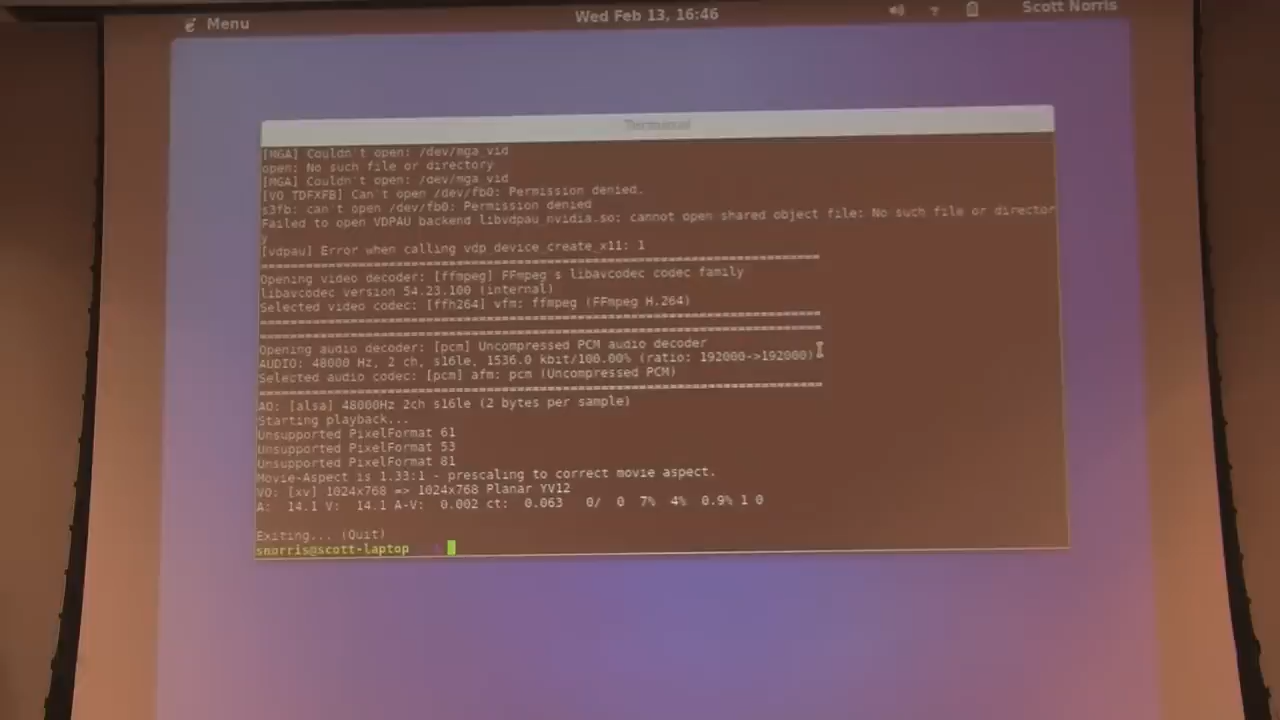 Menu
Wed Feb 13, 16:46
Scott Norris
Terminal
[MGA] Couldn't open: /dev/mga_vid
open: No such file or directory
[MGA] Couldn't open: /dev/mga_vid
[VO_TDFXFB] Can't open /dev/fb0: Permission denied.
s3fb: can't open /dev/fb0: Permission denied
Failed to open VDPAU backend libvdpau_nvidia.so: cannot open shared object file: No such file or director
y
[vdpau] Error when calling vdp_device_create_x11: 1
==========================================================================
Opening video decoder: [ffmpeg] FFmpeg's libavcodec codec family
libavcodec version 54.23.100 (internal)
Selected video codec: [ffh264] vfm: ffmpeg (FFmpeg H.264)
==========================================================================
==========================================================================
Opening audio decoder: [pcm] Uncompressed PCM audio decoder
AUDIO: 48000 Hz, 2 ch, s16le, 1536.0 kbit/100.00% (ratio: 192000->192000)
Selected audio codec: [pcm] afm: pcm (Uncompressed PCM)
==========================================================================
AO: [alsa] 48000Hz 2ch s16le (2 bytes per sample)
Starting playback...
Unsupported PixelFormat 61
Unsupported PixelFormat 53
Unsupported PixelFormat 81
Movie-Aspect is 1.33:1 - prescaling to correct movie aspect.
VO: [xv] 1024x768 => 1024x768 Planar YV12
A: 14.1 V: 14.1 A-V: 0.002 ct: 0.063 0/ 0 7% 4% 0.9% 1 0
Exiting... (Quit)
snorris@scott-laptop